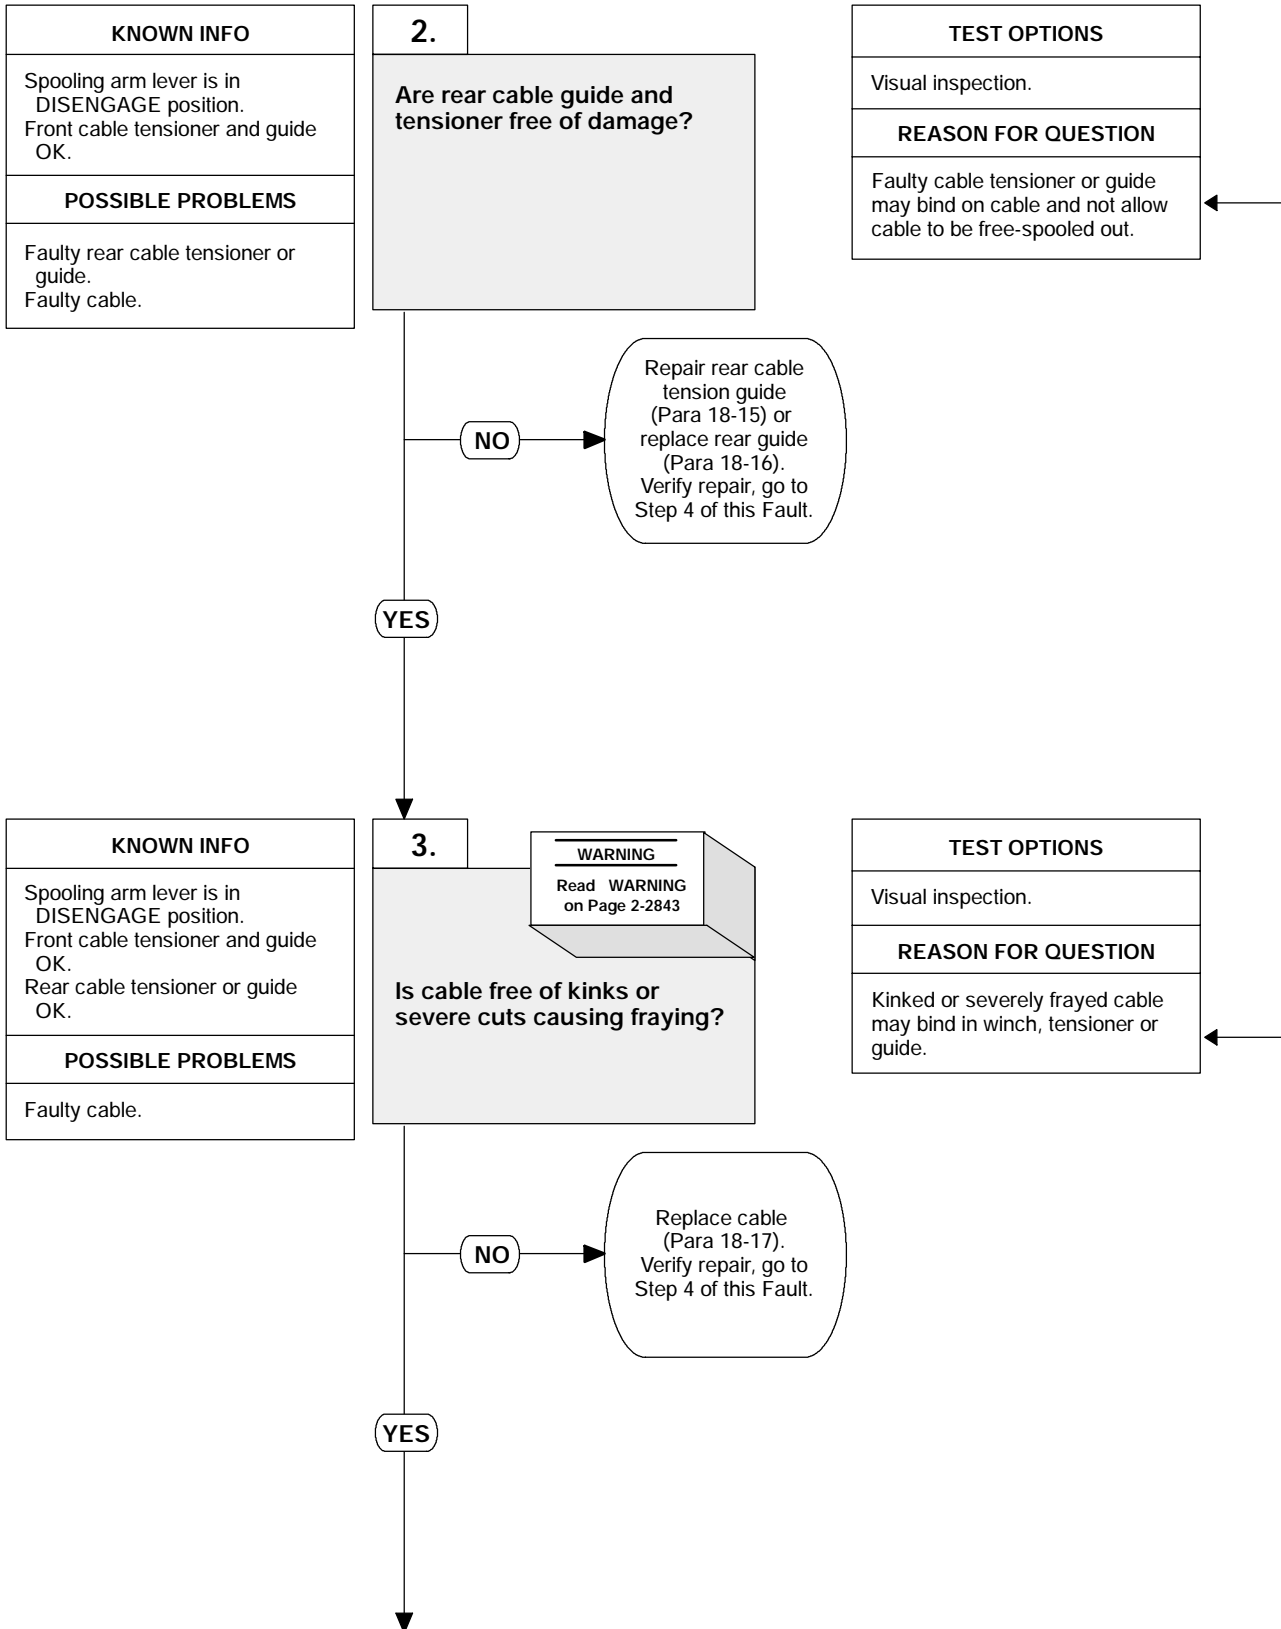 KNOWN INFO
Spooling arm lever is in
DISENGAGE position.
Front cable tensioner and guide
OK.
POSSIBLE PROBLEMS
Faulty rear cable tensioner or
guide.
Faulty cable.
2.
Are rear cable guide and
tensioner free of damage?
TEST OPTIONS
Visual inspection.
REASON FOR QUESTION
Faulty cable tensioner or guide
may bind on cable and not allow
cable to be free-spooled out.
NO
Repair rear cable
tension guide
(Para 18-15) or
replace rear guide
(Para 18-16).
Verify repair, go to
Step 4 of this Fault.
YES
KNOWN INFO
Spooling arm lever is in
DISENGAGE position.
Front cable tensioner and guide
OK.
Rear cable tensioner or guide
OK.
POSSIBLE PROBLEMS
Faulty cable.
3.
WARNING
Read WARNING
on Page 2-2843
Is cable free of kinks or
severe cuts causing fraying?
TEST OPTIONS
Visual inspection.
REASON FOR QUESTION
Kinked or severely frayed cable
may bind in winch, tensioner or
guide.
NO
Replace cable
(Para 18-17).
Verify repair, go to
Step 4 of this Fault.
YES